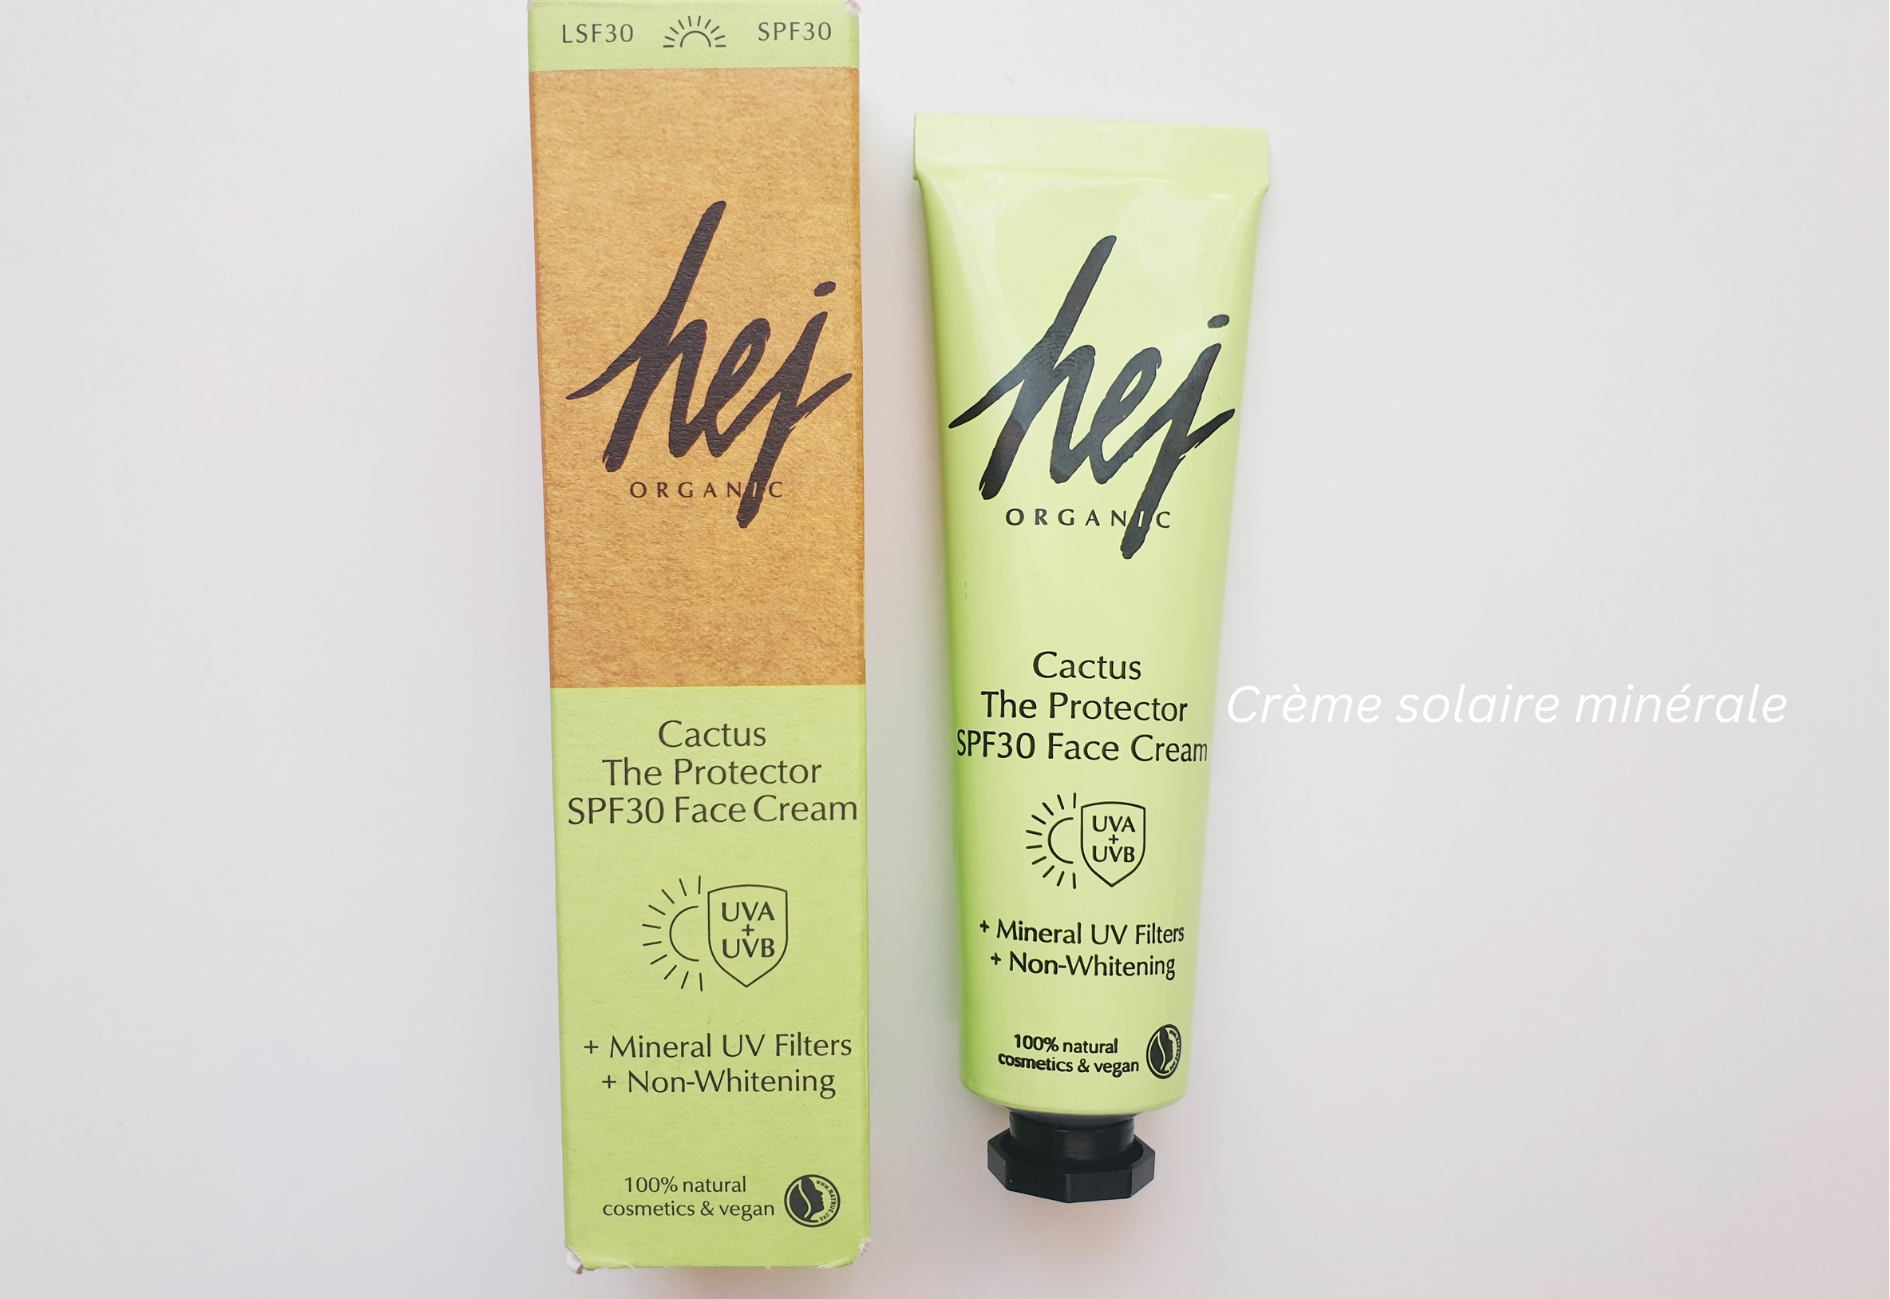 LSF30 SPF30
hej
ORGANIC
Cactus
The Protector
SPF30 Face Cream
UVA
+
UVB
+ Mineral UV Filters
+ Non-Whitening
100% natural
cosmetics & vegan
hej
ORGANIC
Cactus
The Protector
SPF30 Face Cream
UVA
+
UVB
+ Mineral UV Filters
+ Non-Whitening
100% natural
cosmetics & vegan
Crème solaire minérale